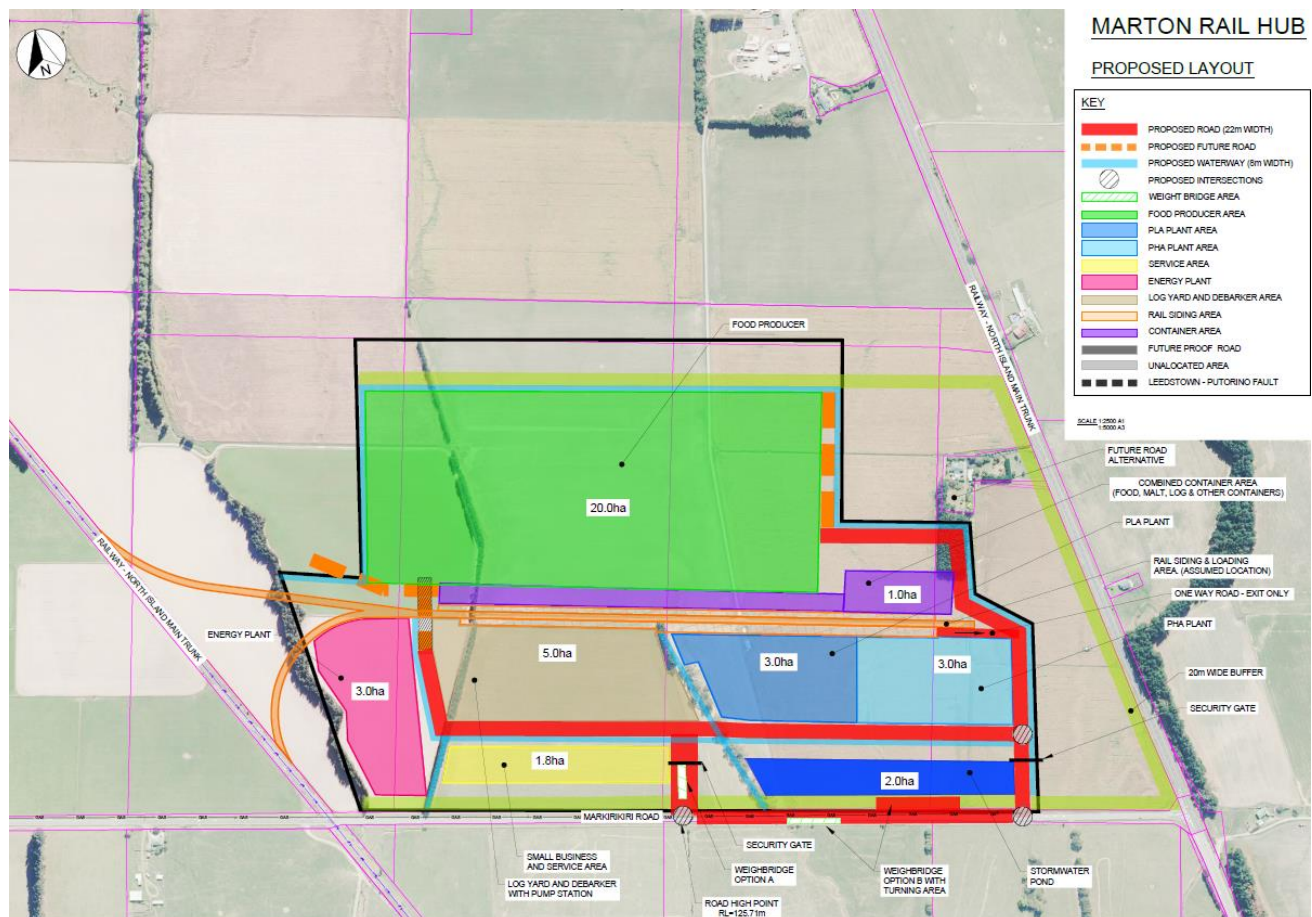 MARTON RAIL HUB
PROPOSED LAYOUT
KEY
PROPOSED ROAD (22m WIDTH)
PROPOSED FUTURE ROAD
PROPOSED WATERWAY (8m WIDTH)
PROPOSED INTERSECTIONS
WEIGHT BRIDGE AREA
FOOD PRODUCER AREA
PLA PLANT AREA
PHA PLANT AREA
SERVICE AREA
ENERGY PLANT
LOG YARD AND DEBARKER AREA
RAIL SIDING AREA
CONTAINER AREA
FUTURE PROOF ROAD
UNALOCATED AREA
LEEDSTOWN - PUTORINO FAULT
SCALE 1:2500 A1
1:5000 A3
N
RAILWAY - NORTH ISLAND MAIN TRUNK
FOOD PRODUCER
FUTURE ROAD
ALTERNATIVE
COMBINED CONTAINER AREA
(FOOD, MALT, LOG & OTHER CONTAINERS)
PLA PLANT
RAIL SIDING & LOADING
AREA. (ASSUMED LOCATION)
ONE WAY ROAD - EXIT ONLY
PHA PLANT
20m WIDE BUFFER
SECURITY GATE
20.0ha
1.0ha
RAILWAY - NORTH ISLAND MAIN TRUNK
ENERGY PLANT
5.0ha
3.0ha
3.0ha
3.0ha
1.8ha
2.0ha
MARKIRIKIRI ROAD
SECURITY GATE
SMALL BUSINESS
AND SERVICE AREA
LOG YARD AND DEBARKER
WITH PUMP STATION
WEIGHBRIDGE
OPTION A
ROAD HIGH POINT
RL=125.71m
WEIGHBRIDGE
OPTION B WITH
TURNING AREA
STORMWATER
POND